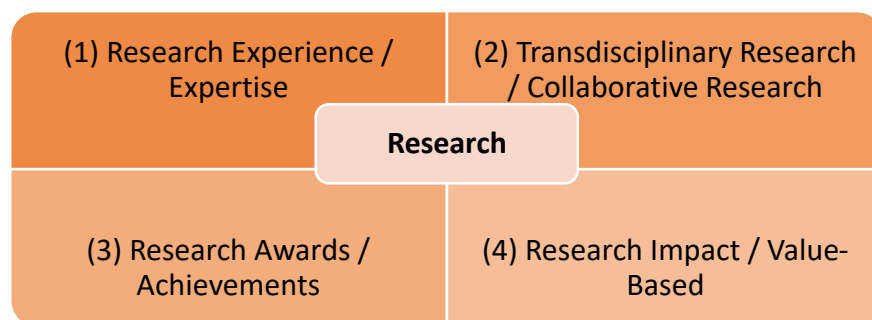 (1) Research Experience /
Expertise
(2) Transdisciplinary Research
/ Collaborative Research
Research
(3) Research Awards /
Achievements
(4) Research Impact / Value-
Based